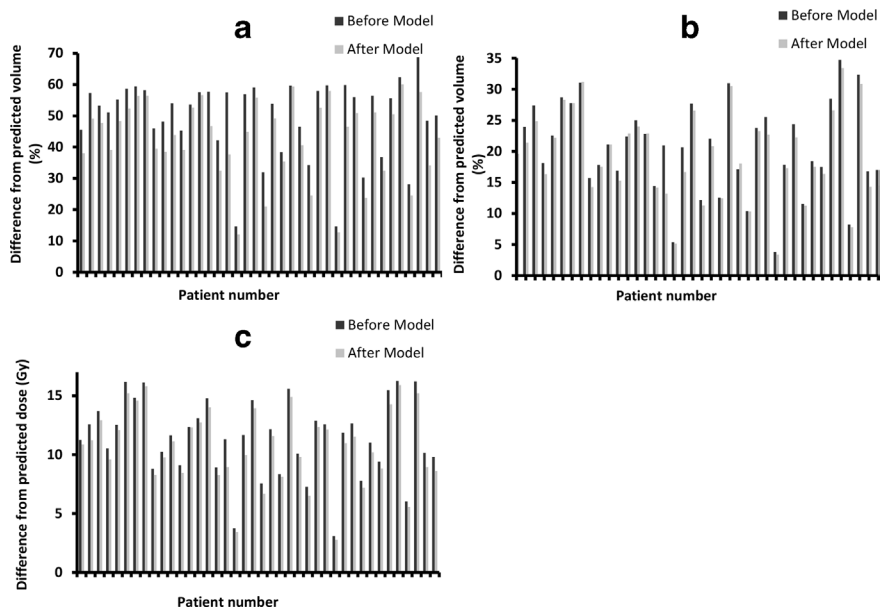 a
Before Model
After Model
Difference from predicted volume
(%)
70
60
50
40
30
20
10
0
Patient number
b
Before Model
After Model
Difference from predicted volume
(%)
35
30
25
20
15
10
5
0
Patient number
c
Before Model
After Model
Difference from predicted dose (Gy)
15
10
5
0
Patient number